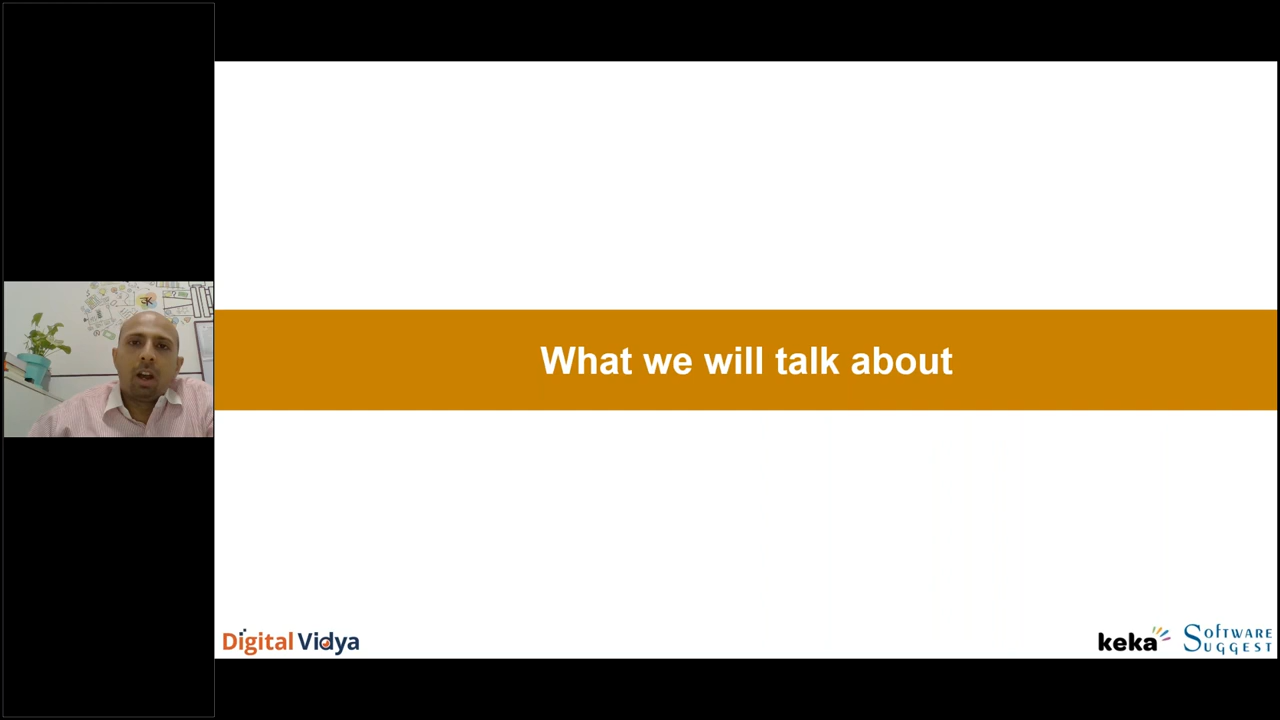 What we will talk about
Digital Vidya
keka
SOFTWARE
SUGGEST